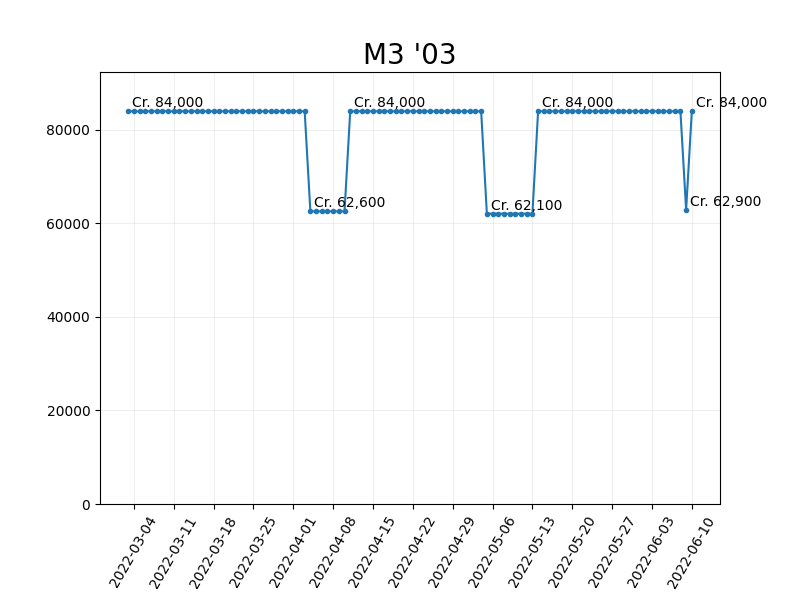 M3 '03
Cr. 84,000
Cr. 84,000
Cr. 84,000
Cr. 84,000
Cr. 62,600
Cr. 62,100
Cr. 62,900
80000
60000
40000
20000
0
2022-03-04
2022-03-11
2022-03-18
2022-03-25
2022-04-01
2022-04-08
2022-04-15
2022-04-22
2022-04-29
2022-05-06
2022-05-13
2022-05-20
2022-05-27
2022-06-03
2022-06-10